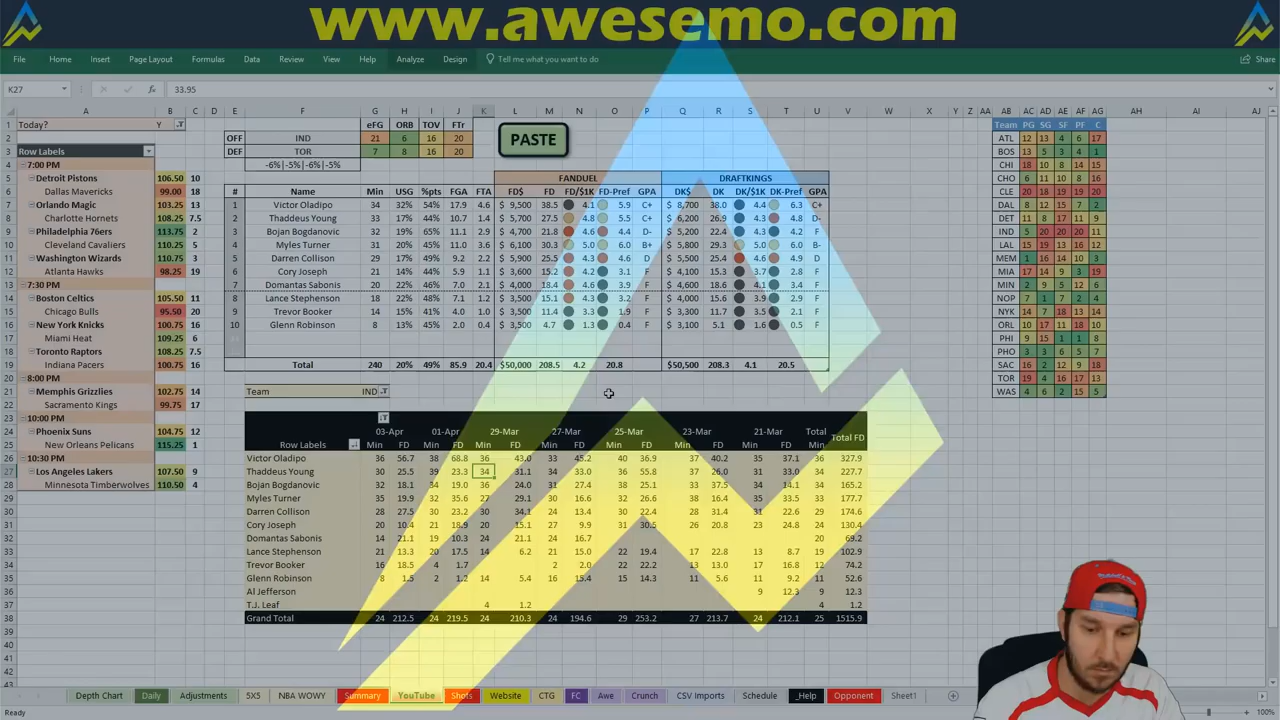 www.awesemo.com
File Home Insert Page Layout Formulas Data Review View Help Analyze Design Tell me what you want to do Share
K27 33.95
A B C D E F G H I J K L M N O P Q R S T U V W X Y Z AA AB AC AD AE AF AG AH AI AJ
1 Today? Y
3 Row Labels
4 7:00 PM
5 Detroit Pistons 106.50 10
6 Dallas Mavericks 99.00 18
7 Orlando Magic 103.25 13
8 Charlotte Hornets 108.25 7.5
9 Philadelphia 76ers 113.75 2
10 Cleveland Cavaliers 110.25 5
11 Washington Wizards 110.75 3
12 Atlanta Hawks 98.25 19
13 7:30 PM
14 Boston Celtics 105.50 11
15 Chicago Bulls 95.50 20
16 New York Knicks 100.75 16
17 Miami Heat 109.25 6
18 Toronto Raptors 108.25 7.5
19 Indiana Pacers 100.75 16
20 8:00 PM
21 Memphis Grizzlies 102.75 14
22 Sacramento Kings 99.75 17
23 10:00 PM
24 Phoenix Suns 104.75 12
25 New Orleans Pelicans 115.25 1
26 10:30 PM
27 Los Angeles Lakers 107.50 9
28 Minnesota Timberwolves 110.50 4
eFG ORB TOV FTr
OFF IND 21 6 16 20
DEF TOR 7 8 16 20
-6%|-5%|-6%|-5%
PASTE
FANDUEL DRAFTKINGS
# Name Min USG %pts FGA FTA FD$ FD FD/$1K FD-Pref GPA DK$ DK DK/$1K DK-Pref GPA
1 Victor Oladipo 34 32% 54% 17.9 4.6 $ 9,500 38.5 4.1 5.9 C+ $ 8,700 38.0 4.4 6.3 C+
2 Thaddeus Young 33 17% 44% 10.7 2.1 $ 5,700 27.5 4.8 5.5 C+ $ 6,200 26.9 4.3 4.8 D-
3 Bojan Bogdanovic 32 19% 65% 11.1 2.9 $ 4,700 21.8 4.6 4.4 D- $ 5,200 22.4 4.3 4.2 F
4 Myles Turner 31 20% 45% 11.0 3.6 $ 6,100 30.3 5.0 6.0 B+ $ 5,800 29.3 5.0 6.0 B-
5 Darren Collison 29 17% 49% 9.2 2.2 $ 5,900 25.5 4.3 4.6 D $ 5,500 25.4 4.6 4.9 D
6 Cory Joseph 21 14% 44% 5.9 1.1 $ 3,600 15.2 4.2 3.1 F $ 4,100 15.3 3.7 2.8 F
7 Domantas Sabonis 20 22% 46% 7.0 2.1 $ 4,000 18.4 4.6 3.9 F $ 4,600 18.6 4.1 3.4 F
8 Lance Stephenson 18 22% 48% 7.1 1.2 $ 3,500 15.1 4.3 3.2 F $ 4,000 15.6 3.9 2.9 F
9 Trevor Booker 14 15% 41% 4.0 1.0 $ 3,500 11.5 3.3 1.9 F $ 3,300 11.7 3.5 2.4 F
10 Glenn Robinson 8 13% 45% 2.0 0.4 $ 3,500 4.7 1.3 0.4 F $ 3,100 5.1 1.6 0.5 F
Total 240 20% 49% 85.9 20.4 $50,000 208.5 4.2 20.8 $50,500 208.3 4.1 20.5
Team IND
03-Apr 01-Apr 29-Mar 27-Mar 25-Mar 23-Mar 21-Mar Total Total FD
Row Labels Min FD Min FD Min FD Min FD Min FD Min FD Min FD Min
Victor Oladipo 36 56.7 38 68.8 36 43.0 33 45.2 40 36.9 37 40.2 35 37.1 36 327.9
Thaddeus Young 30 25.5 39 23.3 34 31.1 34 33.0 36 55.8 37 26.0 31 33.0 34 227.7
Bojan Bogdanovic 32 18.1 34 19.0 36 24.0 31 27.4 38 25.1 33 37.5 34 14.1 34 165.2
Myles Turner 35 19.9 32 35.6 27 29.1 30 16.6 32 26.6 38 16.4 35 33.5 33 177.7
Darren Collison 28 27.5 30 23.2 30 34.1 24 13.4 30 22.4 28 31.4 31 22.6 29 174.6
Cory Joseph 20 10.4 21 18.9 20 15.1 27 9.9 31 30.5 26 20.8 23 24.8 24 130.4
Domantas Sabonis 14 21.1 19 10.3 24 21.1 24 16.7 20 69.2
Lance Stephenson 21 13.3 20 17.5 14 6.2 21 15.0 22 19.4 17 22.8 13 8.7 19 102.9
Trevor Booker 16 18.5 4 1.7 2 2.0 22 22.2 13 13.0 17 16.8 12 74.2
Glenn Robinson 8 1.5 2 1.2 14 5.4 16 15.4 15 14.3 11 5.6 11 9.2 11 52.6
Al Jefferson 9 12.3 9 12.3
T.J. Leaf 4 1.2 4 1.2
Grand Total 24 212.5 24 219.5 24 210.3 24 194.6 29 253.2 27 213.7 24 212.1 25 1515.9
Team PG SG SF PF C
ATL 12 13 4 6 17
BOS 13 5 3 4 1
CHI 18 10 8 14 15
CHO 6 11 10 8 16
CLE 20 18 19 19 19
DAL 8 12 15 7 2
DET 11 6 12 11 8
IND 5 9 20 20 9
LAL 15 19 13 16 12
MEM 16 15 11 5 11
MIA 17 14 9 3 19
MIN 9 8 5 12 10
NOP 7 1 7 2 4
NYK 14 16 14 9 13
ORL 10 17 11 18 10
PHI 19 4 1 15 5
PHO 3 3 6 1 7
SAC 2 7 16 10 18
TOR 4 20 18 17 13
WAS 1 2 2 13 6
Depth Chart Daily Adjustments 5X5 NBA WOWY Summary YouTube Shots Website CTG FC Awe Crunch CSV Imports Schedule _Help Opponent Sheet1
Ready 100%